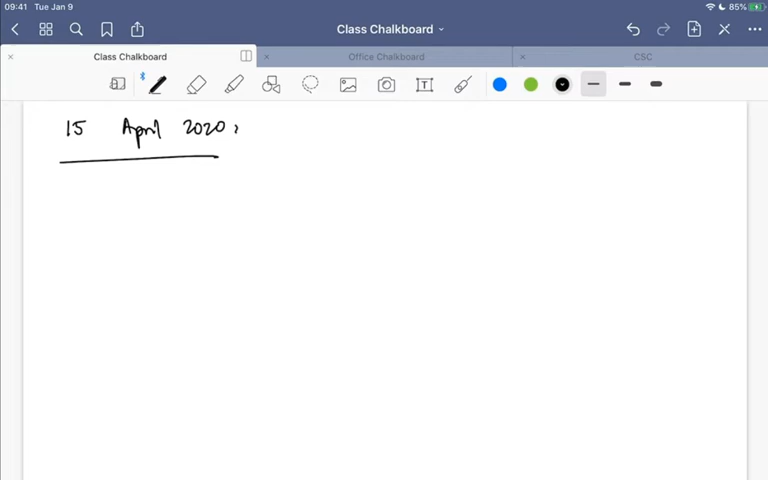 09:41 Tue Jan 9 85%
Class Chalkboard
Class Chalkboard Office Chalkboard CSC
T
15 April 2020